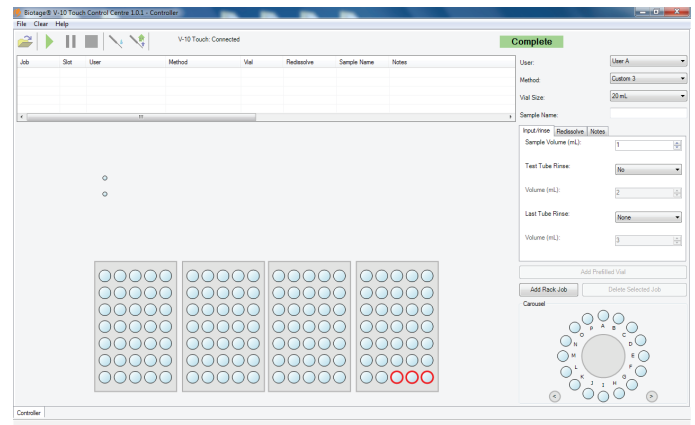 Biotage® V-10 Touch Control Centre 1.0.1 - Controller
File Clear Help
V-10 Touch: Connected
Complete
Job Slot User Method Vial Redissolve Sample Name Notes
User: User A
Method: Custom 3
Vial Size: 20 mL
Sample Name:
Input/rinse Redissolve Notes
Sample Volume (mL): 1
Test Tube Rinse: No
Volume (mL): 2
Last Tube Rinse: None
Volume (mL): 3
Add Prefilled Vial
Add Rack Job Delete Selected Job
Carousel
A
B
C
D
E
F
G
H
I
J
K
L
M
N
O
P
< >
Controller